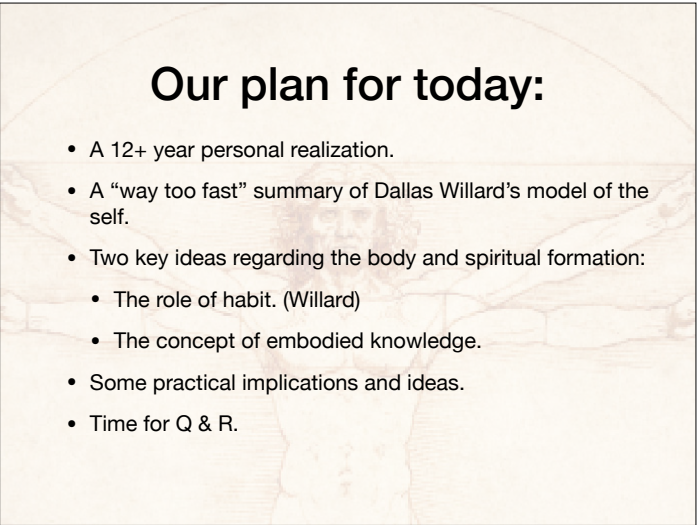 Our plan for today:
• A 12+ year personal realization.
• A “way too fast” summary of Dallas Willard’s model of the
self.
• Two key ideas regarding the body and spiritual formation:
• The role of habit. (Willard)
• The concept of embodied knowledge.
• Some practical implications and ideas.
• Time for Q & R.